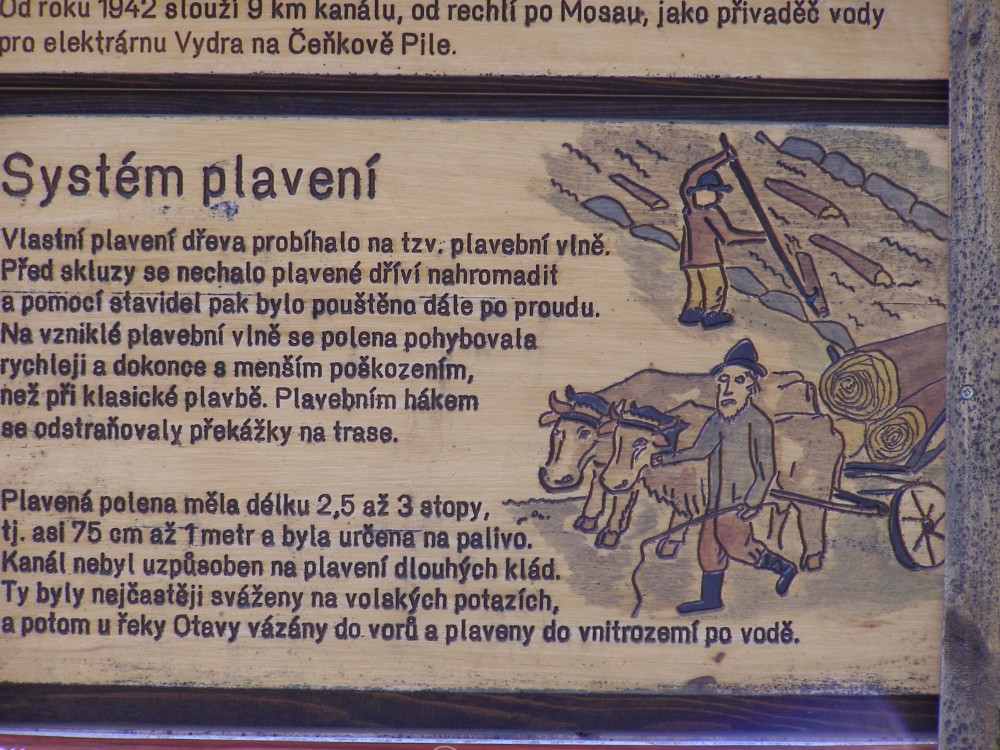 Od roku 1942 slouží 9 km kanálu, od rechlí po Mosau, jako přivaděč vody
pro elektrárnu Vydra na Čeňkově Pile.
Systém plavení
Vlastní plavení dřeva probíhalo na tzv. plavební vlně.
Před skluzy se nechalo plavené dříví nahromadit
a pomocí stavidel pak bylo pouštěno dále po proudu.
Na vzniklé plavební vlně se polena pohybovala
rychleji a dokonce s menším poškozením,
než při klasické plavbě. Plavebním hákem
se odstraňovaly překážky na trase.
Plavená polena měla délku 2,5 až 3 stopy,
tj. asi 75 cm až 1 metr a byla určena na palivo.
Kanál nebyl uzpůsoben na plavení dlouhých klád.
Ty byly nejčastěji sváženy na volských potazích,
a potom u řeky Otavy vázány do vorů a plaveny do vnitrozemí po vodě.